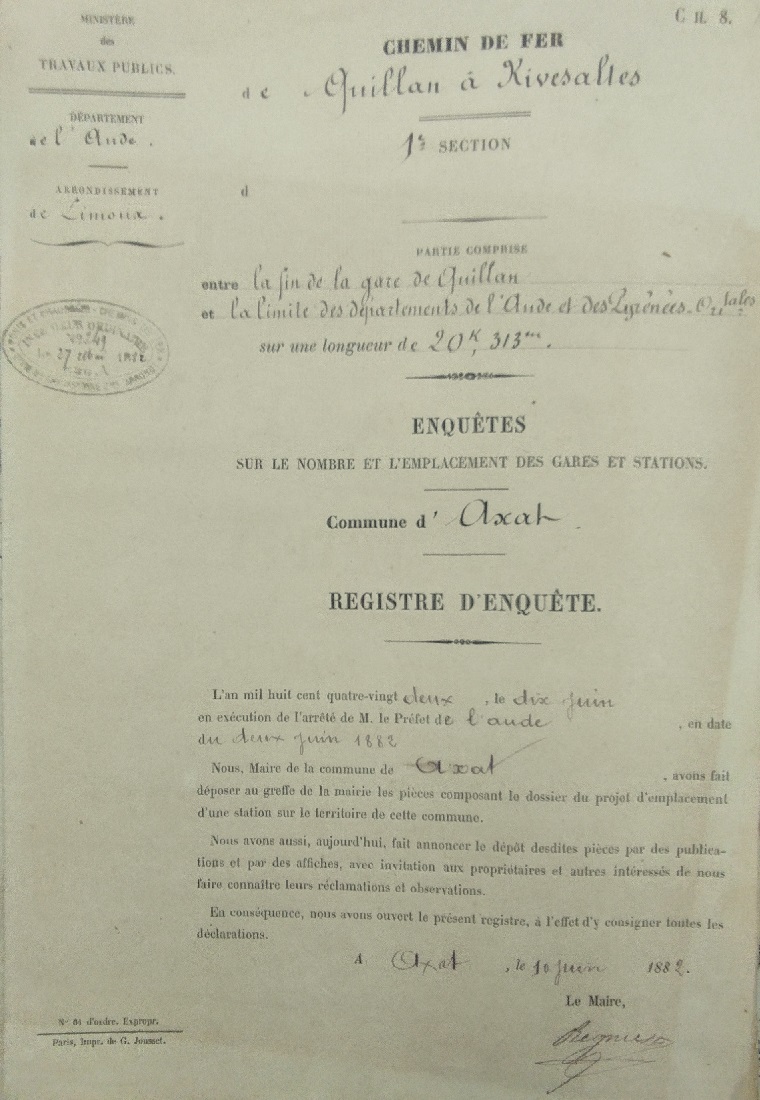 MINISTÈRE
des
TRAVAUX PUBLICS.
DÉPARTEMENT
de l'Aude.
ARRONDISSEMENT
de Limoux.
C n. 8.
CHEMIN DE FER
de Quillan à Rivesaltes
1e SECTION
d
PARTIE COMPRISE
entre la fin de la gare de Quillan
et la limite des départements de l'Aude et des Pyrénées-Ortales
sur une longueur de 20K, 313m.
27 1882
ENQUÊTES
SUR LE NOMBRE ET L'EMPLACEMENT DES GARES ET STATIONS.
Commune d' Axat
REGISTRE D'ENQUÊTE.
L'an mil huit cent quatre-vingt deux, le dix juin
en exécution de l'arrêté de M. le Préfet de l'aude, en date
du deux juin 1882
Nous, Maire de la commune de Axat, avons fait
déposer au greffe de la mairie les pièces composant le dossier du projet d'emplacement
d'une station sur le territoire de cette commune.
Nous avons aussi, aujourd'hui, fait annoncer le dépôt desdites pièces par des publica-
tions et par des affiches, avec invitation aux propriétaires et autres intéressés de nous
faire connaître leurs réclamations et observations.
En conséquence, nous avons ouvert le présent registre, à l'effet d'y consigner toutes les
déclarations.
A Axat, le 10 juin 1882.
Le Maire,
No 64 d'ordre. Expropr.
Paris, Impr. de G. Jousset.